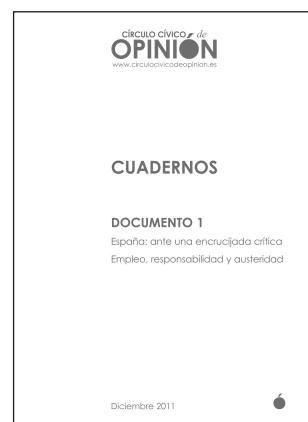 CÍRCULO CÍVICO de
OPINIÓN
www.circulocivicodeopinion.es
CUADERNOS
DOCUMENTO 1
España: ante una encrucijada crítica
Empleo, responsabilidad y austeridad
Diciembre 2011